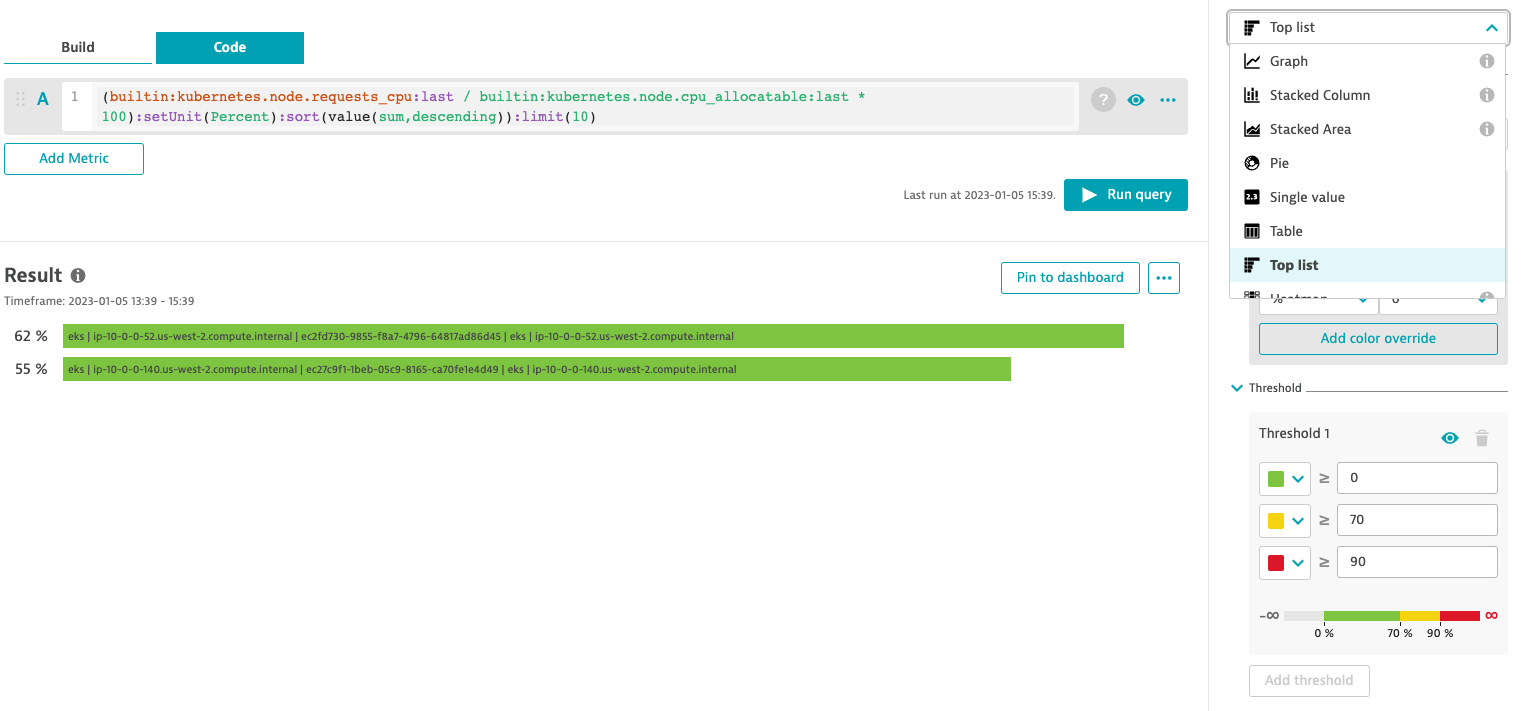 Build
Code
A
1
(builtin:kubernetes.node.requests_cpu:last / builtin:kubernetes.node.cpu_allocatable:last *
100):setUnit(Percent):sort(value(sum,descending)):limit(10)
?
Add Metric
Last run at 2023-01-05 15:39.
Run query
Result
Timeframe: 2023-01-05 13:39 - 15:39
Pin to dashboard
62 %
eks | ip-10-0-0-52.us-west-2.compute.internal | ec2fd730-9855-f8a7-4796-64817ad86d45 | eks | ip-10-0-0-52.us-west-2.compute.internal
55 %
eks | ip-10-0-0-140.us-west-2.compute.internal | ec27c9f1-1beb-05c9-8165-ca70fe1e4d49 | eks | ip-10-0-0-140.us-west-2.compute.internal
Top list
Graph
Stacked Column
Stacked Area
Pie
2.3
Single value
Table
Top list
Add color override
Threshold
Threshold 1
≥ 0
≥ 70
≥ 90
-∞
∞
0 %
70 %
90 %
Add threshold